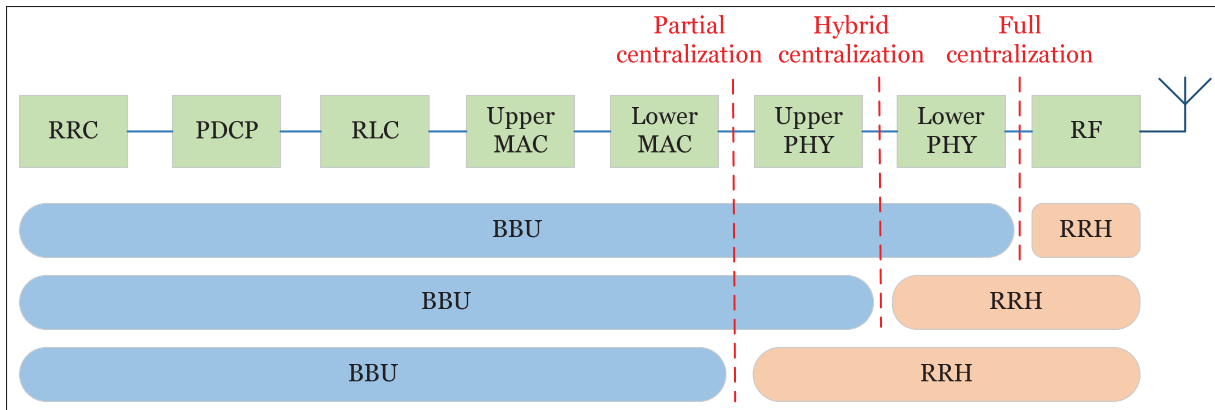 Partial
centralization
Hybrid
centralization
Full
centralization
RRC
PDCP
RLC
Upper
MAC
Lower
MAC
Upper
PHY
Lower
PHY
RF
BBU
RRH
BBU
RRH
BBU
RRH